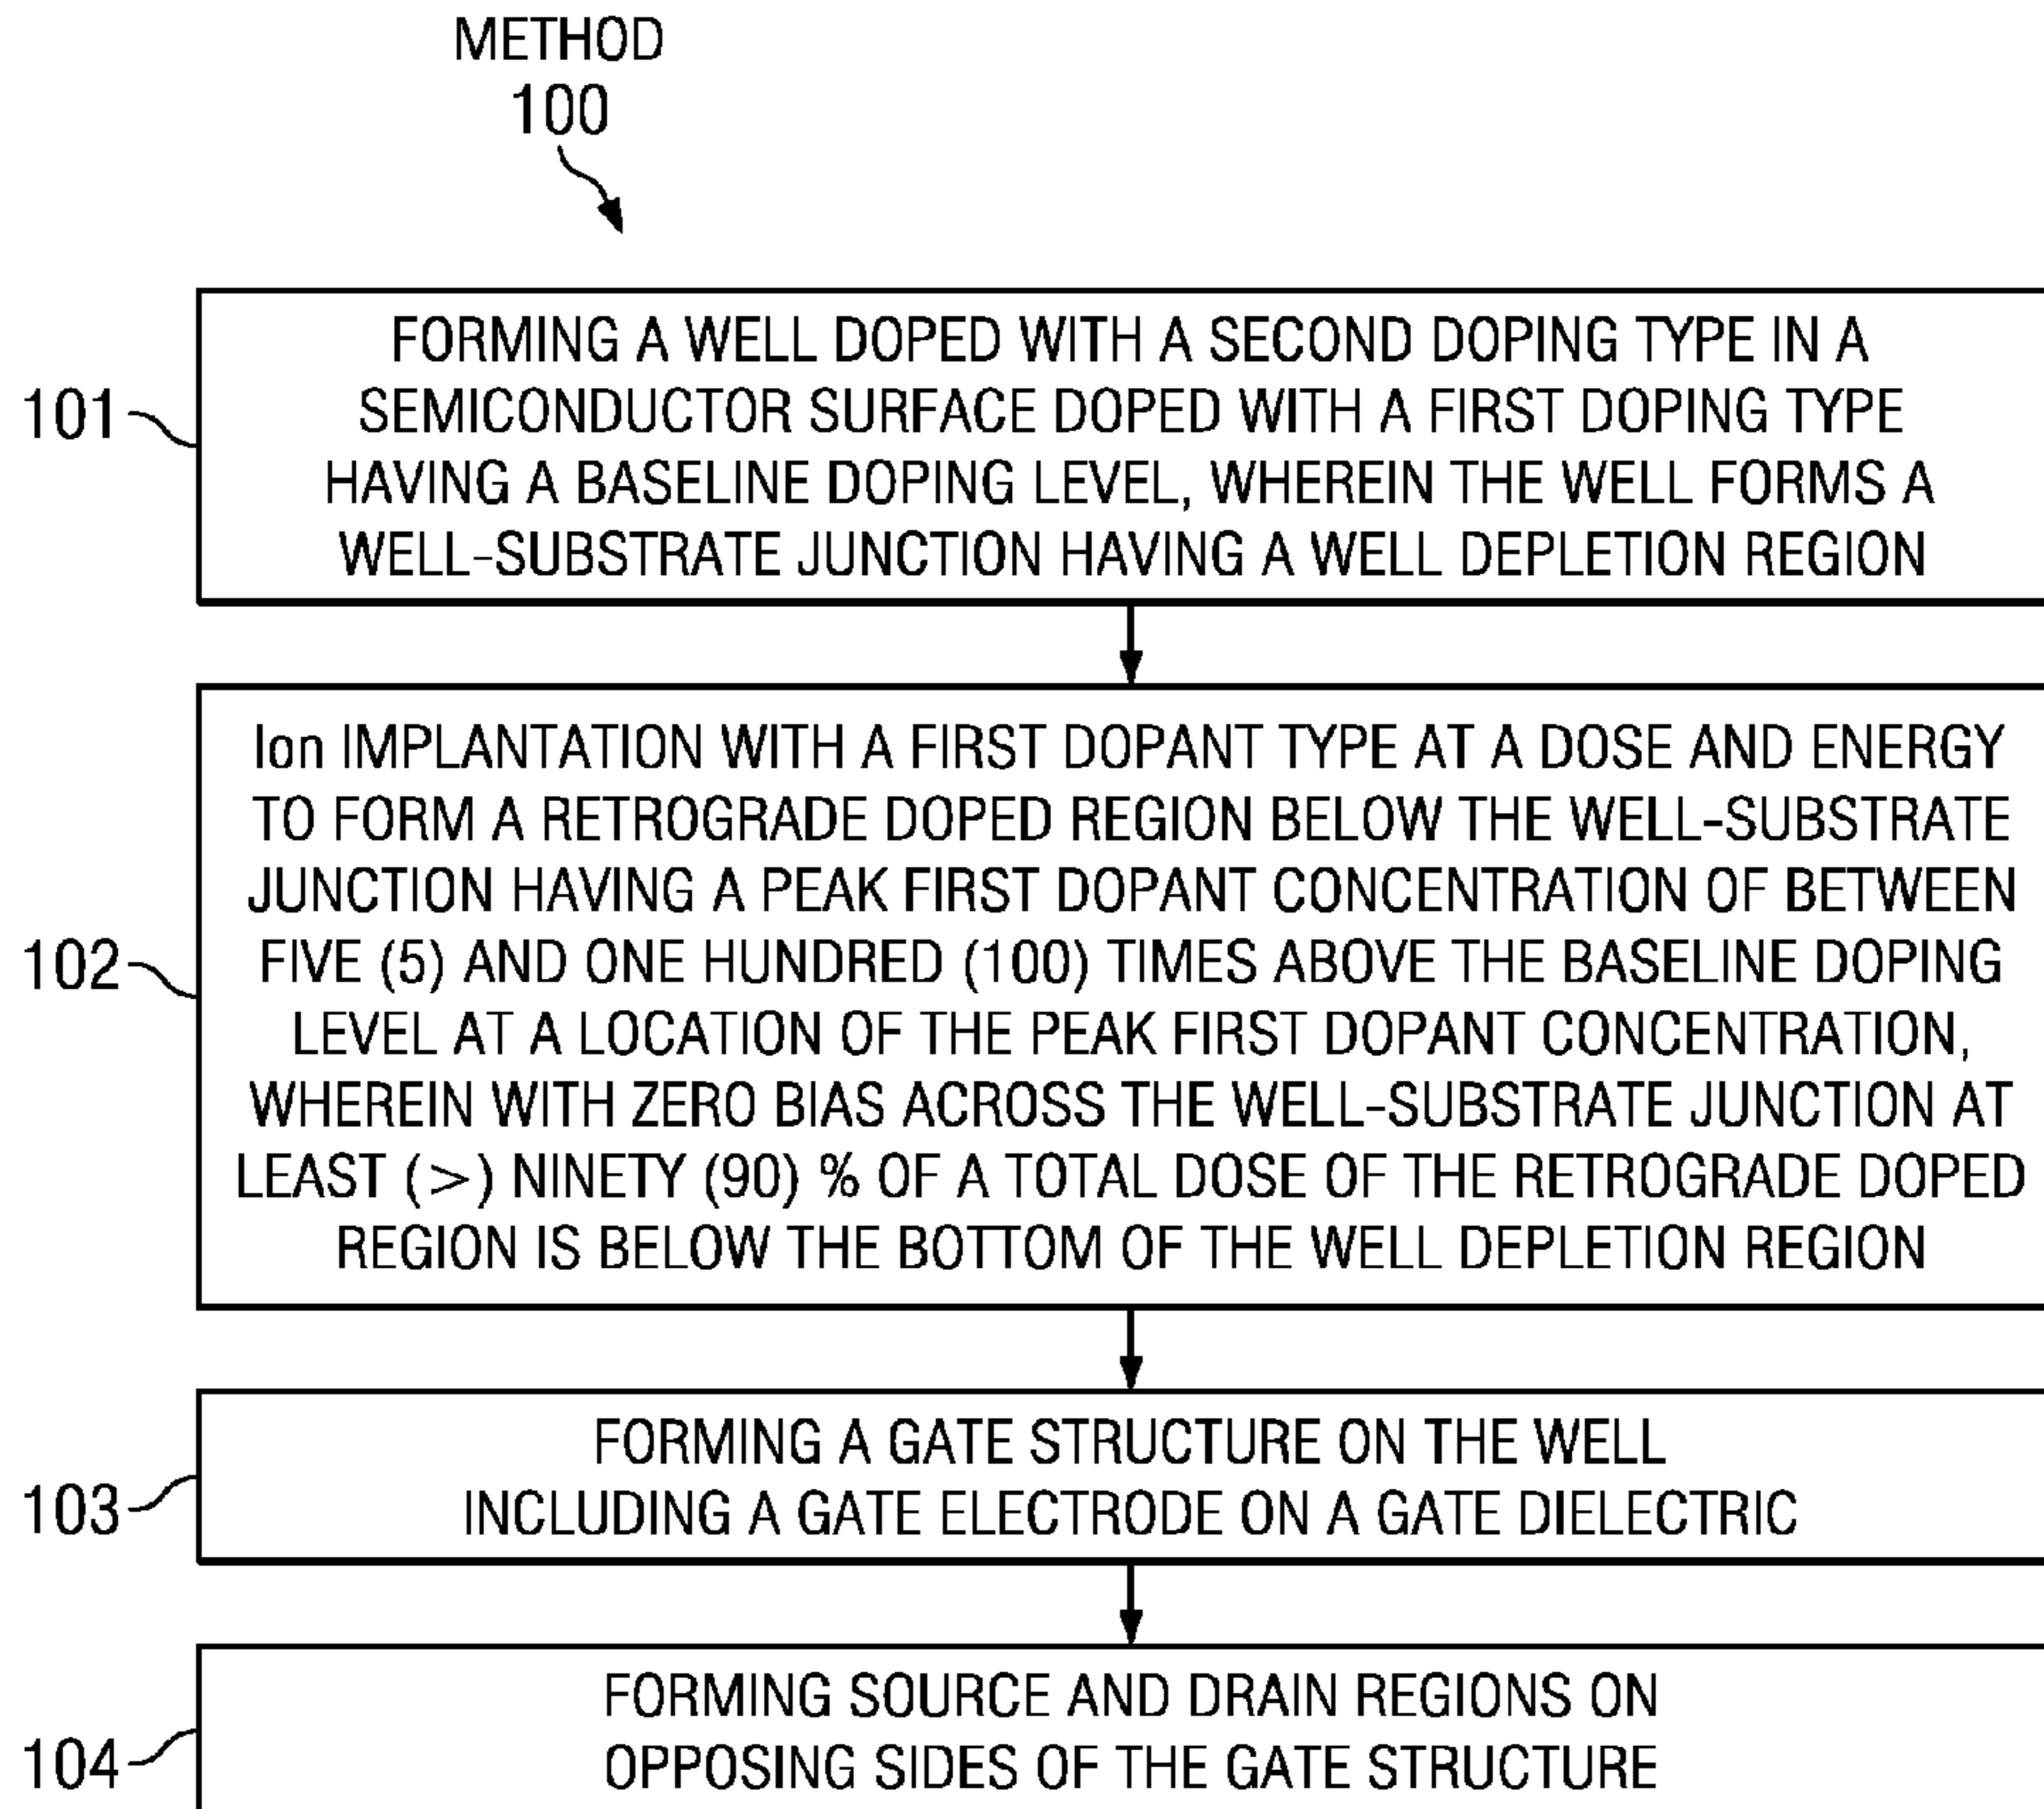 METHOD
100
101
FORMING A WELL DOPED WITH A SECOND DOPING TYPE IN A
SEMICONDUCTOR SURFACE DOPED WITH A FIRST DOPING TYPE
HAVING A BASELINE DOPING LEVEL, WHEREIN THE WELL FORMS A
WELL-SUBSTRATE JUNCTION HAVING A WELL DEPLETION REGION
102
Ion IMPLANTATION WITH A FIRST DOPANT TYPE AT A DOSE AND ENERGY
TO FORM A RETROGRADE DOPED REGION BELOW THE WELL-SUBSTRATE
JUNCTION HAVING A PEAK FIRST DOPANT CONCENTRATION OF BETWEEN
FIVE (5) AND ONE HUNDRED (100) TIMES ABOVE THE BASELINE DOPING
LEVEL AT A LOCATION OF THE PEAK FIRST DOPANT CONCENTRATION,
WHEREIN WITH ZERO BIAS ACROSS THE WELL-SUBSTRATE JUNCTION AT
LEAST (>) NINETY (90) % OF A TOTAL DOSE OF THE RETROGRADE DOPED
REGION IS BELOW THE BOTTOM OF THE WELL DEPLETION REGION
103
FORMING A GATE STRUCTURE ON THE WELL
INCLUDING A GATE ELECTRODE ON A GATE DIELECTRIC
104
FORMING SOURCE AND DRAIN REGIONS ON
OPPOSING SIDES OF THE GATE STRUCTURE